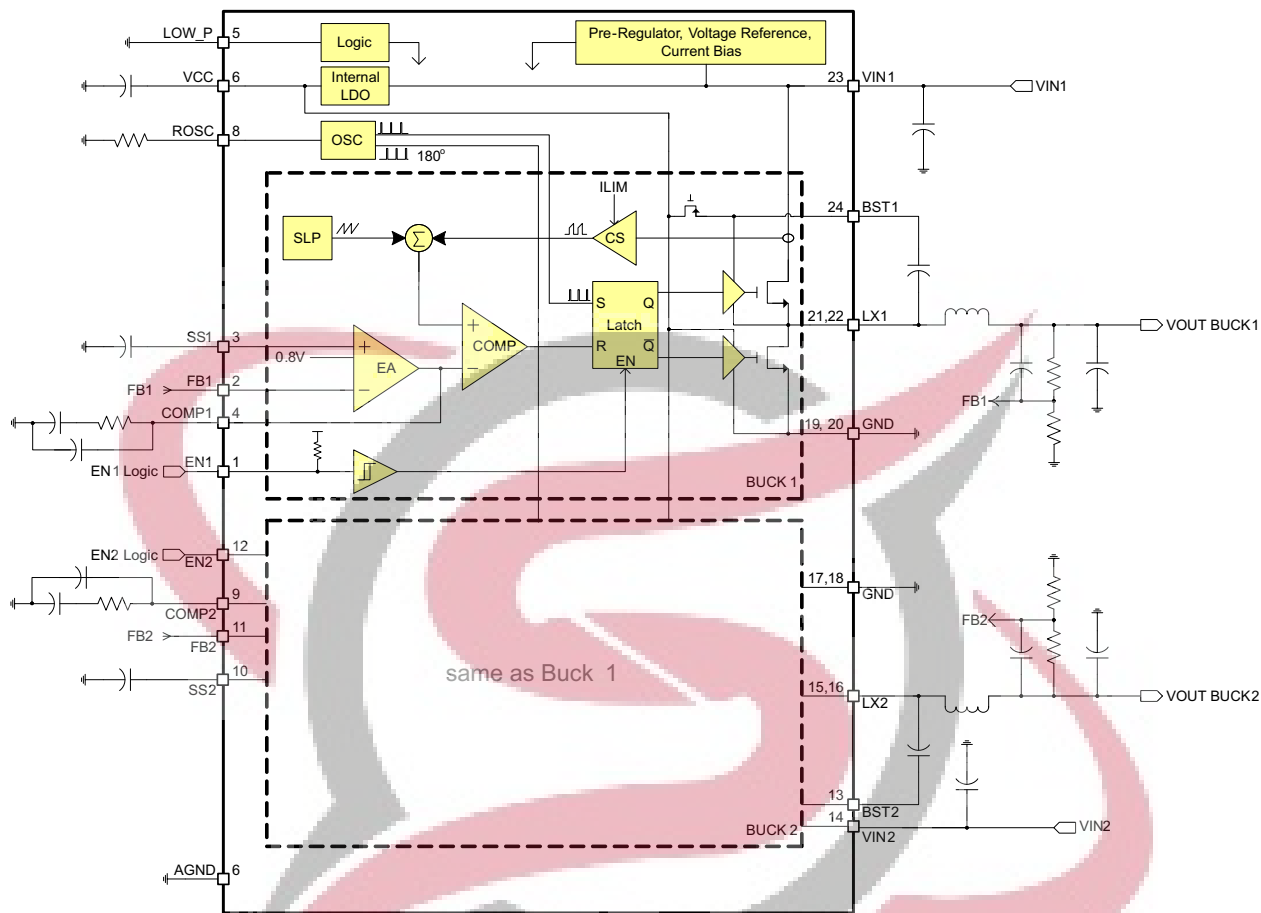 LOW_P 5
Logic
Pre-Regulator, Voltage Reference,
Current Bias
VCC 6
Internal
LDO
23 VIN1
VIN1
ROSC 8
OSC
180°
ILIM
24 BST1
SLP
Σ
CS
S Q
Latch
R Q̅
EN
21,22 LX1
VOUT BUCK1
SS1 3
+
COMP
−
0.8V
+
EA
−
FB1
FB1 2
COMP1 4
FB1
19, 20 GND
EN1 Logic
EN1 1
BUCK 1
EN2 Logic
12
EN2
17,18
GND
9
COMP2
FB2
11
FB2
FB2
10
SS2
same as Buck 1
15,16
LX2
VOUT BUCK2
13
BST2
14
VIN2
VIN2
BUCK 2
AGND 6